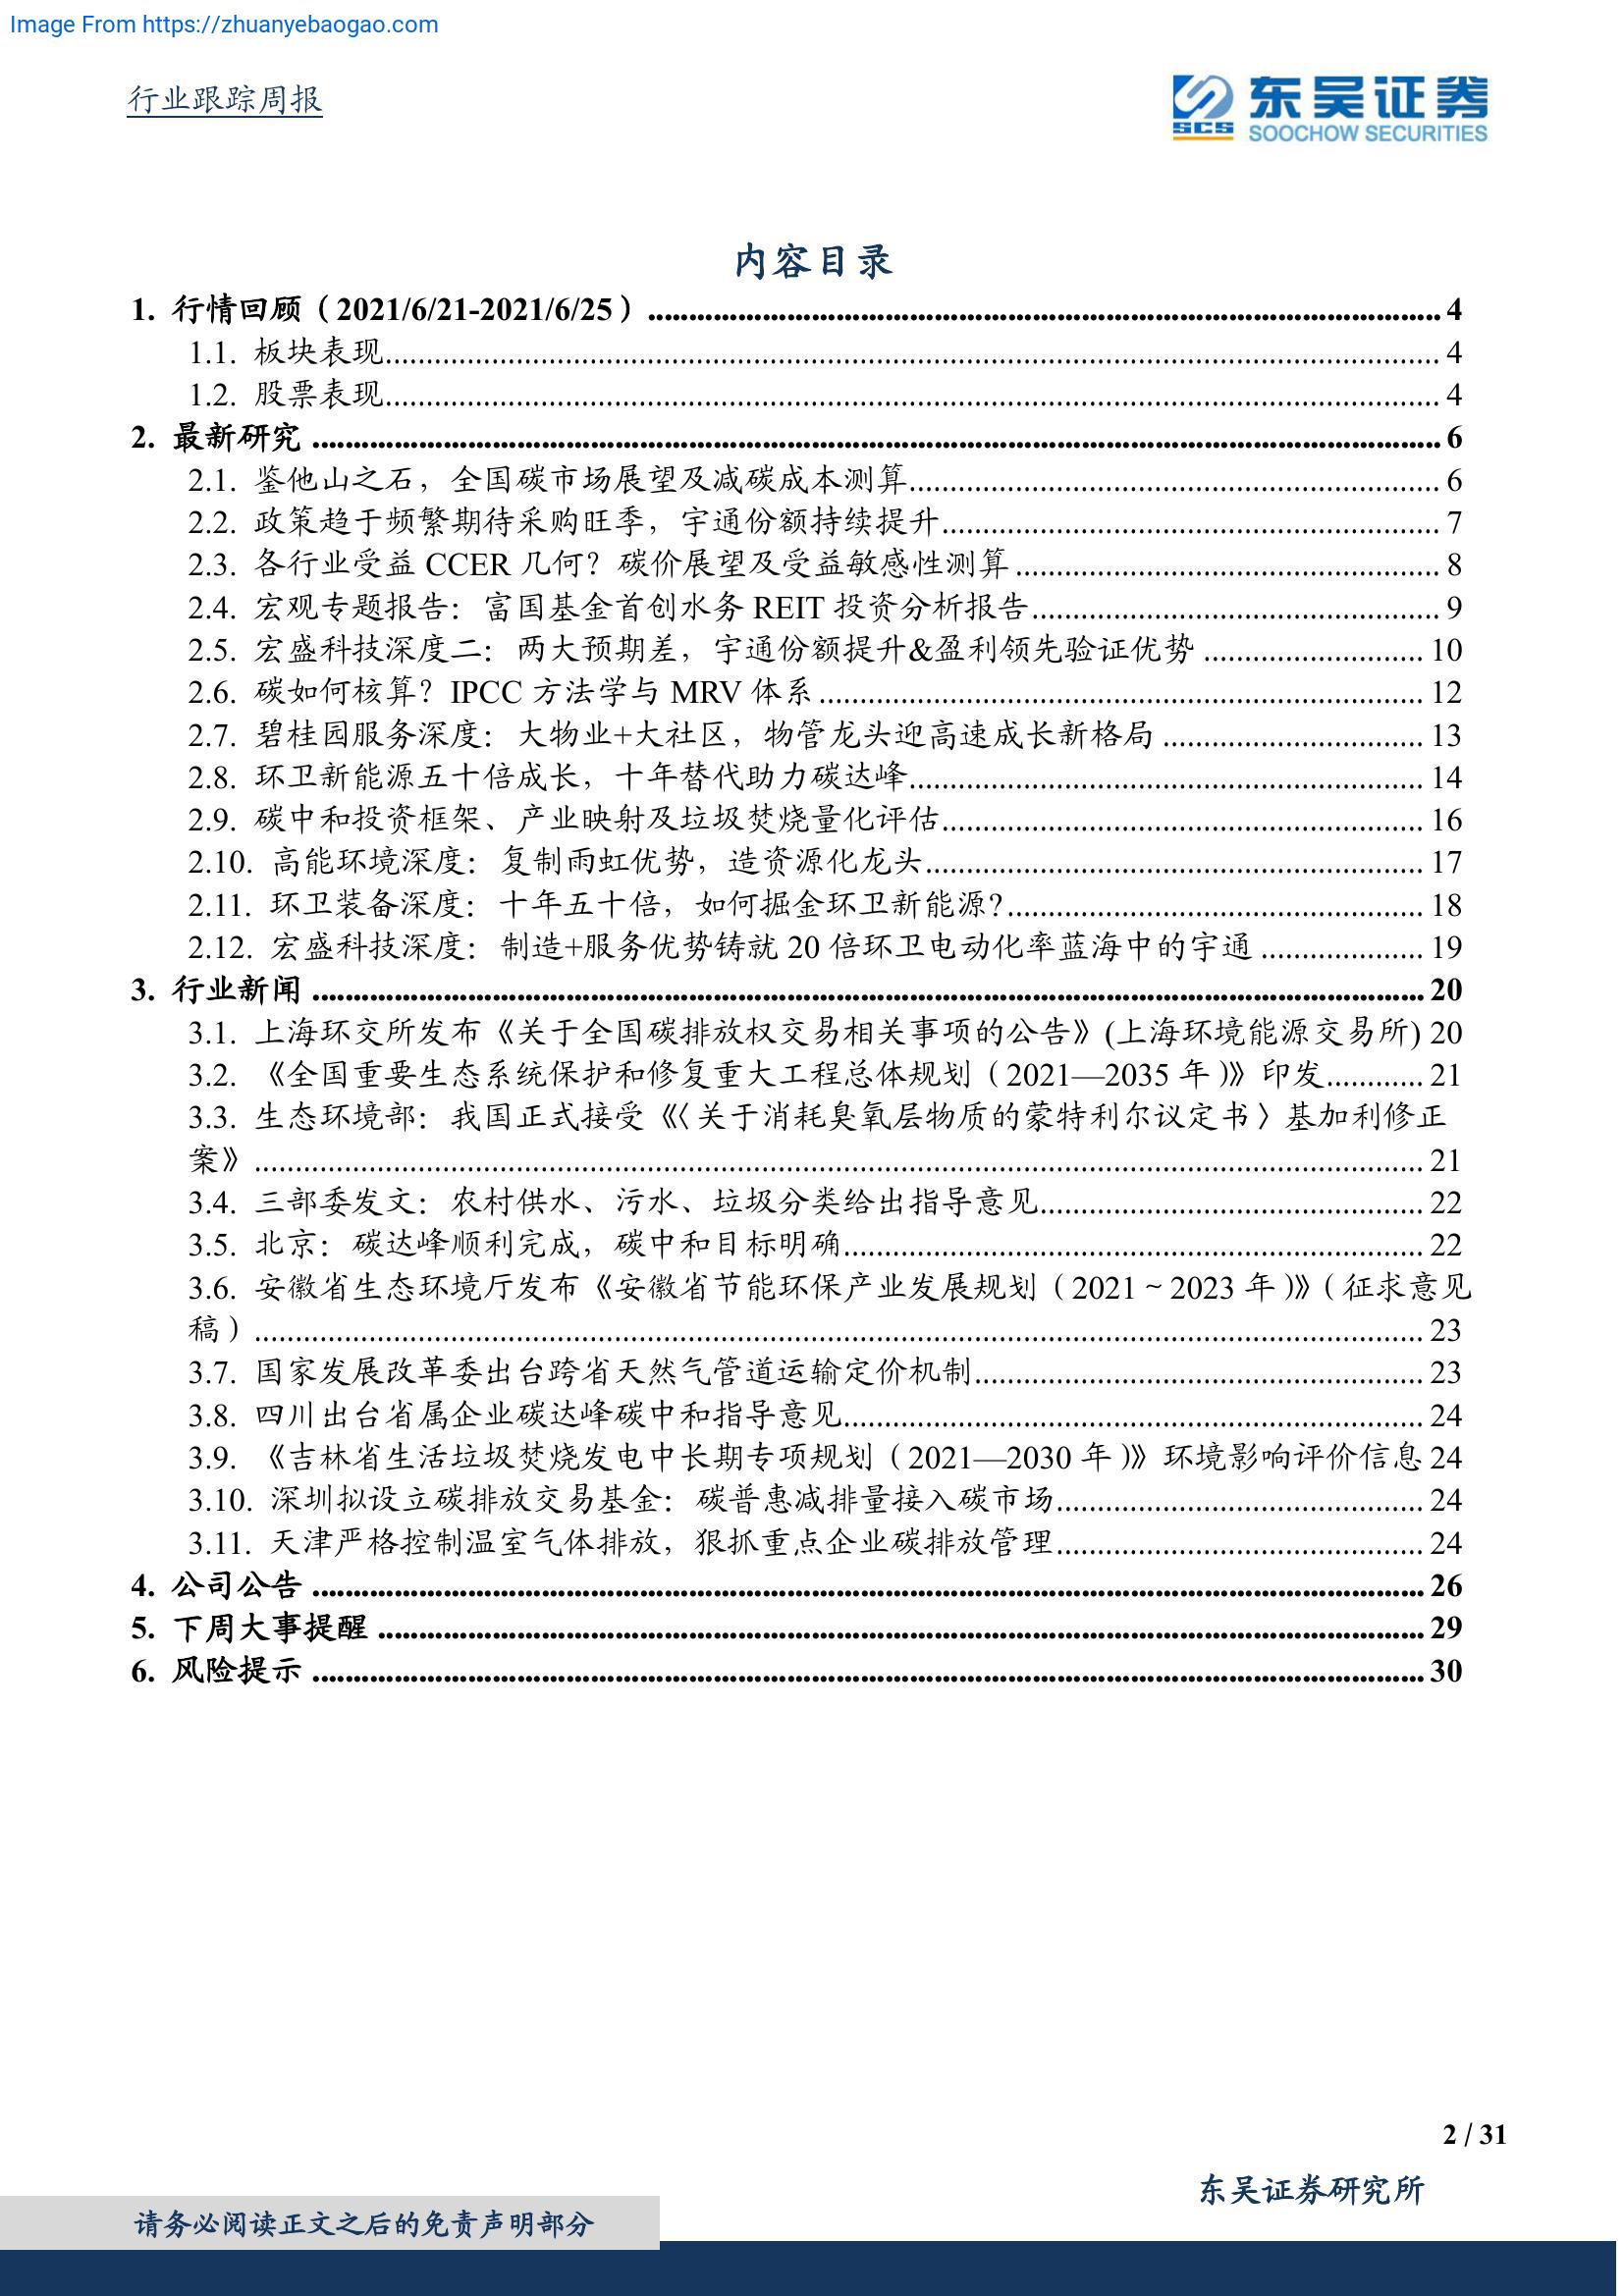 Image From https://zhuanyebaogao.com
行业跟踪周报
东吴证券
SCS
SOOCHOW SECURITIES
内容目录
1. 行情回顾（2021/6/21-2021/6/25）........ 4
1.1. 板块表现........ 4
1.2. 股票表现........ 4
2. 最新研究........ 6
2.1. 鉴他山之石，全国碳市场展望及减碳成本测算........ 6
2.2. 政策趋于频繁期待采购旺季，宇通份额持续提升........ 7
2.3. 各行业受益 CCER 几何？碳价展望及受益敏感性测算........ 8
2.4. 宏观专题报告：富国基金首创水务 REIT 投资分析报告........ 9
2.5. 宏盛科技深度二：两大预期差，宇通份额提升&盈利领先验证优势........ 10
2.6. 碳如何核算？IPCC 方法学与 MRV 体系........ 12
2.7. 碧桂园服务深度：大物业+大社区，物管龙头迎高速成长新格局........ 13
2.8. 环卫新能源五十倍成长，十年替代助力碳达峰........ 14
2.9. 碳中和投资框架、产业映射及垃圾焚烧量化评估........ 16
2.10. 高能环境深度：复制雨虹优势，造资源化龙头........ 17
2.11. 环卫装备深度：十年五十倍，如何掘金环卫新能源？........ 18
2.12. 宏盛科技深度：制造+服务优势铸就 20 倍环卫电动化率蓝海中的宇通........ 19
3. 行业新闻........ 20
3.1. 上海环交所发布《关于全国碳排放权交易相关事项的公告》(上海环境能源交易所) 20
3.2. 《全国重要生态系统保护和修复重大工程总体规划（2021—2035 年）》印发........ 21
3.3. 生态环境部：我国正式接受《〈关于消耗臭氧层物质的蒙特利尔议定书〉基加利修正
案》........ 21
3.4. 三部委发文：农村供水、污水、垃圾分类给出指导意见........ 22
3.5. 北京：碳达峰顺利完成，碳中和目标明确........ 22
3.6. 安徽省生态环境厅发布《安徽省节能环保产业发展规划（2021～2023 年）》（征求意见
稿）........ 23
3.7. 国家发展改革委出台跨省天然气管道运输定价机制........ 23
3.8. 四川出台省属企业碳达峰碳中和指导意见........ 24
3.9. 《吉林省生活垃圾焚烧发电中长期专项规划（2021—2030 年）》环境影响评价信息 24
3.10. 深圳拟设立碳排放交易基金：碳普惠减排量接入碳市场........ 24
3.11. 天津严格控制温室气体排放，狠抓重点企业碳排放管理........ 24
4. 公司公告........ 26
5. 下周大事提醒........ 29
6. 风险提示........ 30
2 / 31
东吴证券研究所
请务必阅读正文之后的免责声明部分